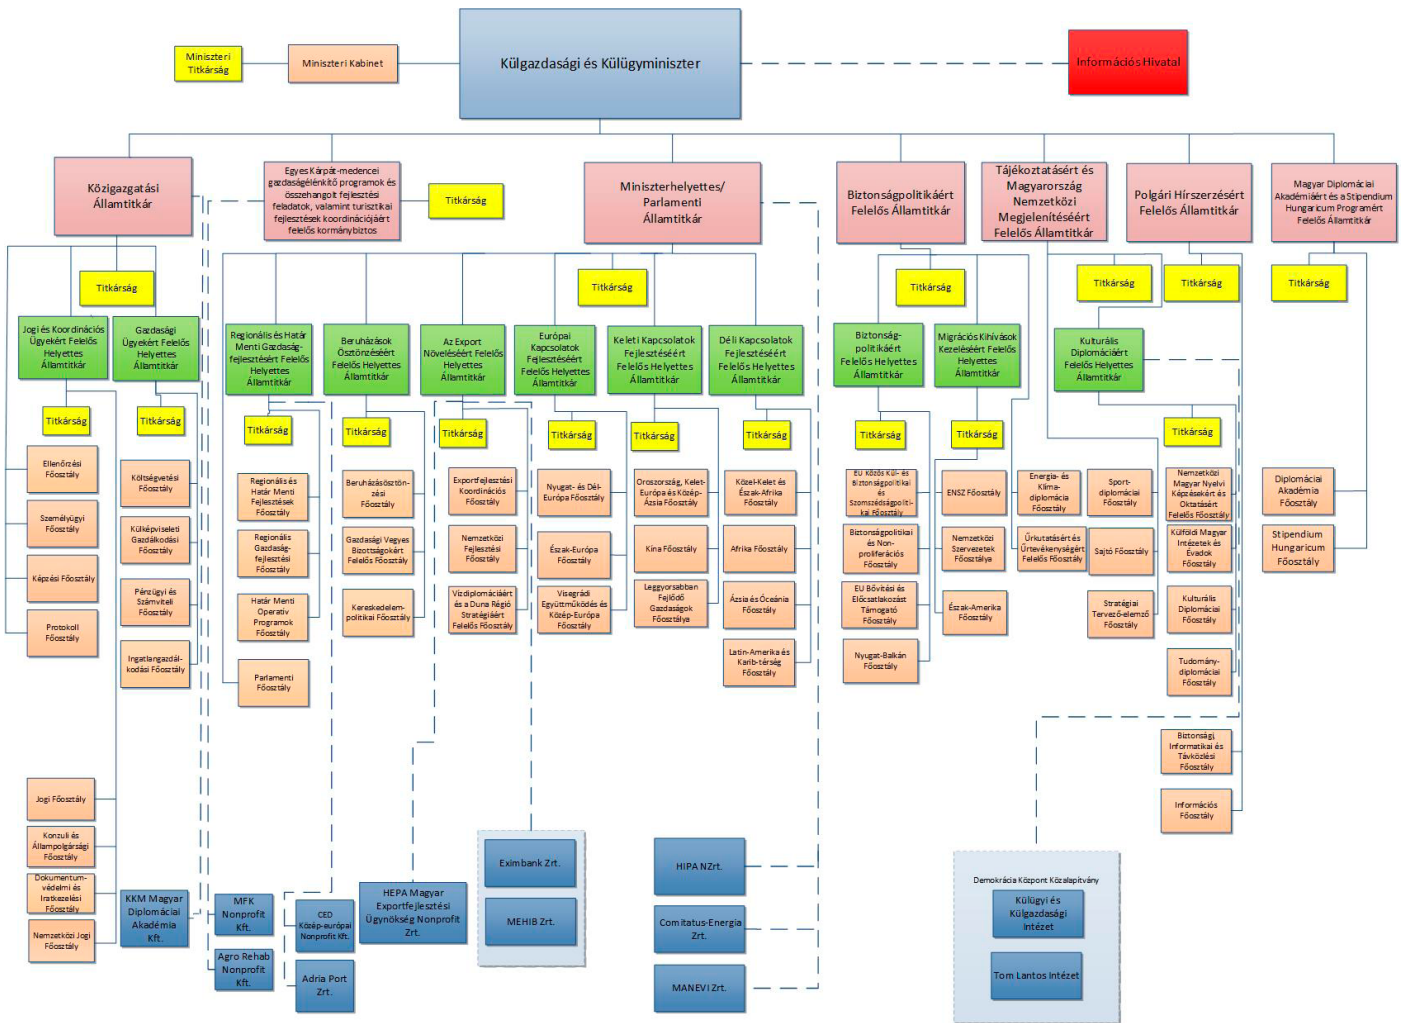 Miniszteri
Titkárság
Miniszteri Kabinet
Külgazdasági és Külügyminiszter
Információs Hivatal
Közigazgatási
Államtitkár
Egyes Kárpát-medencei
gazdaságélénkítő programok és
összehangolt fejlesztési
feladatok, valamint turisztikai
fejlesztések koordinációjáért
felelős kormánybiztos
Titkárság
Miniszterhelyettes/
Parlamenti
Államtitkár
Biztonságpolitikáért
Felelős Államtitkár
Tájékoztatásért és
Magyarország
Nemzetközi
Megjelenítéséért
Felelős Államtitkár
Polgári Hírszerzésért
Felelős Államtitkár
Magyar Diplomáciai
Akadémiáért és a Stipendium
Hungaricum Programért
Felelős Államtitkár
Titkárság
Titkárság
Titkárság
Titkárság
Titkárság
Titkárság
Jogi és Koordinációs
Ügyekért Felelős
Helyettes
Államtitkár
Gazdasági
Ügyekért Felelős
Helyettes
Államtitkár
Regionális és Határ
Menti Gazdaság-
fejlesztésért Felelős
Helyettes
Államtitkár
Beruházások
Ösztönzéséért
Felelős Helyettes
Államtitkár
Az Export
Növeléséért Felelős
Helyettes
Államtitkár
Európai
Kapcsolatok
Fejlesztéséért
Felelős Helyettes
Államtitkár
Keleti Kapcsolatok
Fejlesztéséért
Felelős Helyettes
Államtitkár
Déli Kapcsolatok
Fejlesztéséért
Felelős Helyettes
Államtitkár
Biztonság-
politikáért
Felelős Helyettes
Államtitkár
Migrációs Kihívások
Kezeléséért Felelős
Helyettes
Államtitkár
Kulturális
Diplomáciáért
Felelős Helyettes
Államtitkár
Titkárság
Titkárság
Titkárság
Titkárság
Titkárság
Titkárság
Titkárság
Titkárság
Titkárság
Titkárság
Titkárság
Ellenőrzési
Főosztály
Személyügyi
Főosztály
Képzési Főosztály
Protokoll
Főosztály
Költségvetési
Főosztály
Külképviseleti
Gazdálkodási
Főosztály
Pénzügyi és
Számviteli
Főosztály
Ingatlangazdál-
kodási Főosztály
Regionális és
Határ Menti
Fejlesztések
Főosztály
Regionális
Gazdaság-
fejlesztési
Főosztály
Határ Menti
Operatív
Programok
Főosztály
Parlamenti
Főosztály
Beruházásösztön-
zési Főosztály
Gazdasági Vegyes
Bizottságokért
Felelős Főosztály
Kereskedelem-
politikai Főosztály
Exportfejlesztési
Koordinációs
Főosztály
Nemzetközi
Fejlesztési
Főosztály
Vízdiplomáciáért
és a Duna Régió
Stratégiáért
Felelős Főosztály
Nyugat- és Dél-
Európa Főosztály
Észak-Európa
Főosztály
Visegrádi
Együttműködés és
Közép-Európa
Főosztály
Oroszország, Kelet-
Európa és Közép-
Ázsia Főosztály
Kína Főosztály
Leggyorsabban
Fejlődő
Gazdaságok
Főosztálya
Közel-Kelet és
Észak-Afrika
Főosztály
Afrika Főosztály
Ázsia és Óceánia
Főosztály
Latin-Amerika és
Karib-térség
Főosztály
EU Közös Kül- és
Biztonságpolitikai
és
Szomszédságpoliti-
kai Főosztály
Biztonságpolitikai
és Non-
proliferációs
Főosztály
EU Bővítési és
Előcsatlakozást
Támogató
Főosztály
Nyugat-Balkán
Főosztály
ENSZ Főosztály
Nemzetközi
Szervezetek
Főosztálya
Észak-Amerika
Főosztály
Energia- és
Klíma-
diplomácia
Főosztály
Űrkutatásért és
Űrtevékenységért
Felelős Főosztály
Sport-
diplomáciai
Főosztály
Sajtó Főosztály
Stratégiai
Tervező-elemző
Főosztály
Nemzetközi
Magyar Nyelvi
Képzésekért és
Oktatásért
Felelős Főosztály
Külföldi Magyar
Intézetek és
Évadok
Főosztály
Kulturális
Diplomáciai
Főosztály
Tudomány-
diplomáciai
Főosztály
Biztonsági,
Informatikai és
Távközlési
Főosztály
Információs
Főosztály
Diplomáciai
Akadémia
Főosztály
Stipendium
Hungaricum
Főosztály
Jogi Főosztály
Konzuli és
Állampolgársági
Főosztály
Dokumentum-
védelmi és
Iratkezelési
Főosztály
Nemzetközi Jogi
Főosztály
KKM Magyar
Diplomáciai
Akadémia
Kft.
MFK
Nonprofit
Kft.
Agro Rehab
Nonprofit
Kft.
CED
Közép-európai
Nonprofit Kft.
Adria Port
Zrt.
HEPA Magyar
Exportfejlesztési
Ügynökség Nonprofit
Zrt.
Eximbank Zrt.
MEHIB Zrt.
HIPA NZrt.
Comitatus-Energia
Zrt.
MANEVI Zrt.
Demokrácia Központ Közalapítvány
Külügyi és
Külgazdasági
Intézet
Tom Lantos Intézet